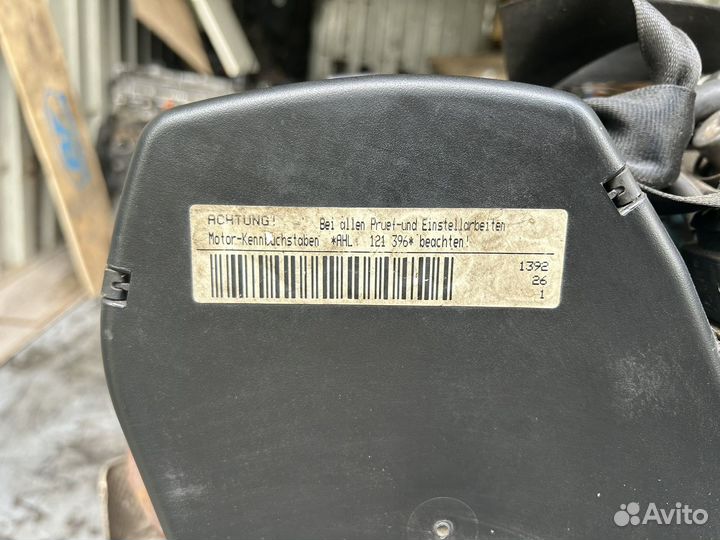 ACHTUNG! Bei allen Pruef-und Einstellarbeiten
Motor-Kennbuchstaben *AHL 121 396* beachten!
1392
26
1
Avito